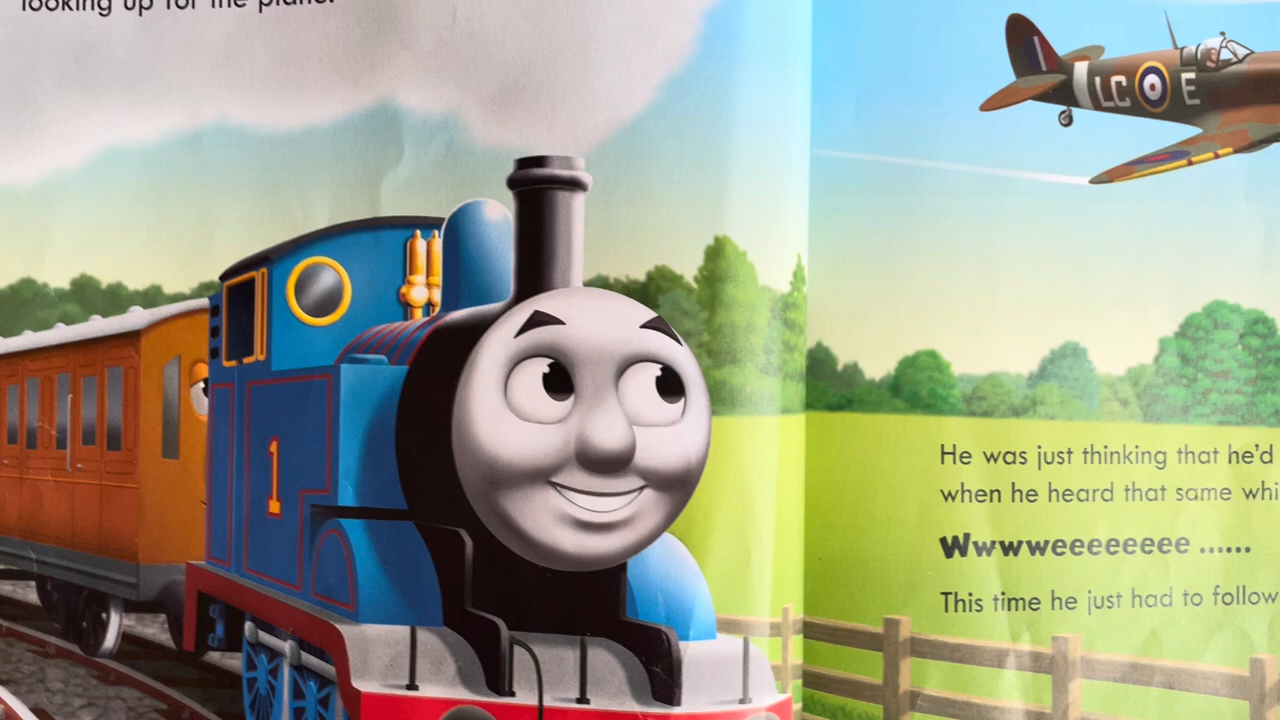 looking up for the plane.
1
LC E
He was just thinking that he'd
when he heard that same
Wwwweeeeeeee ......
This time he just had to follow